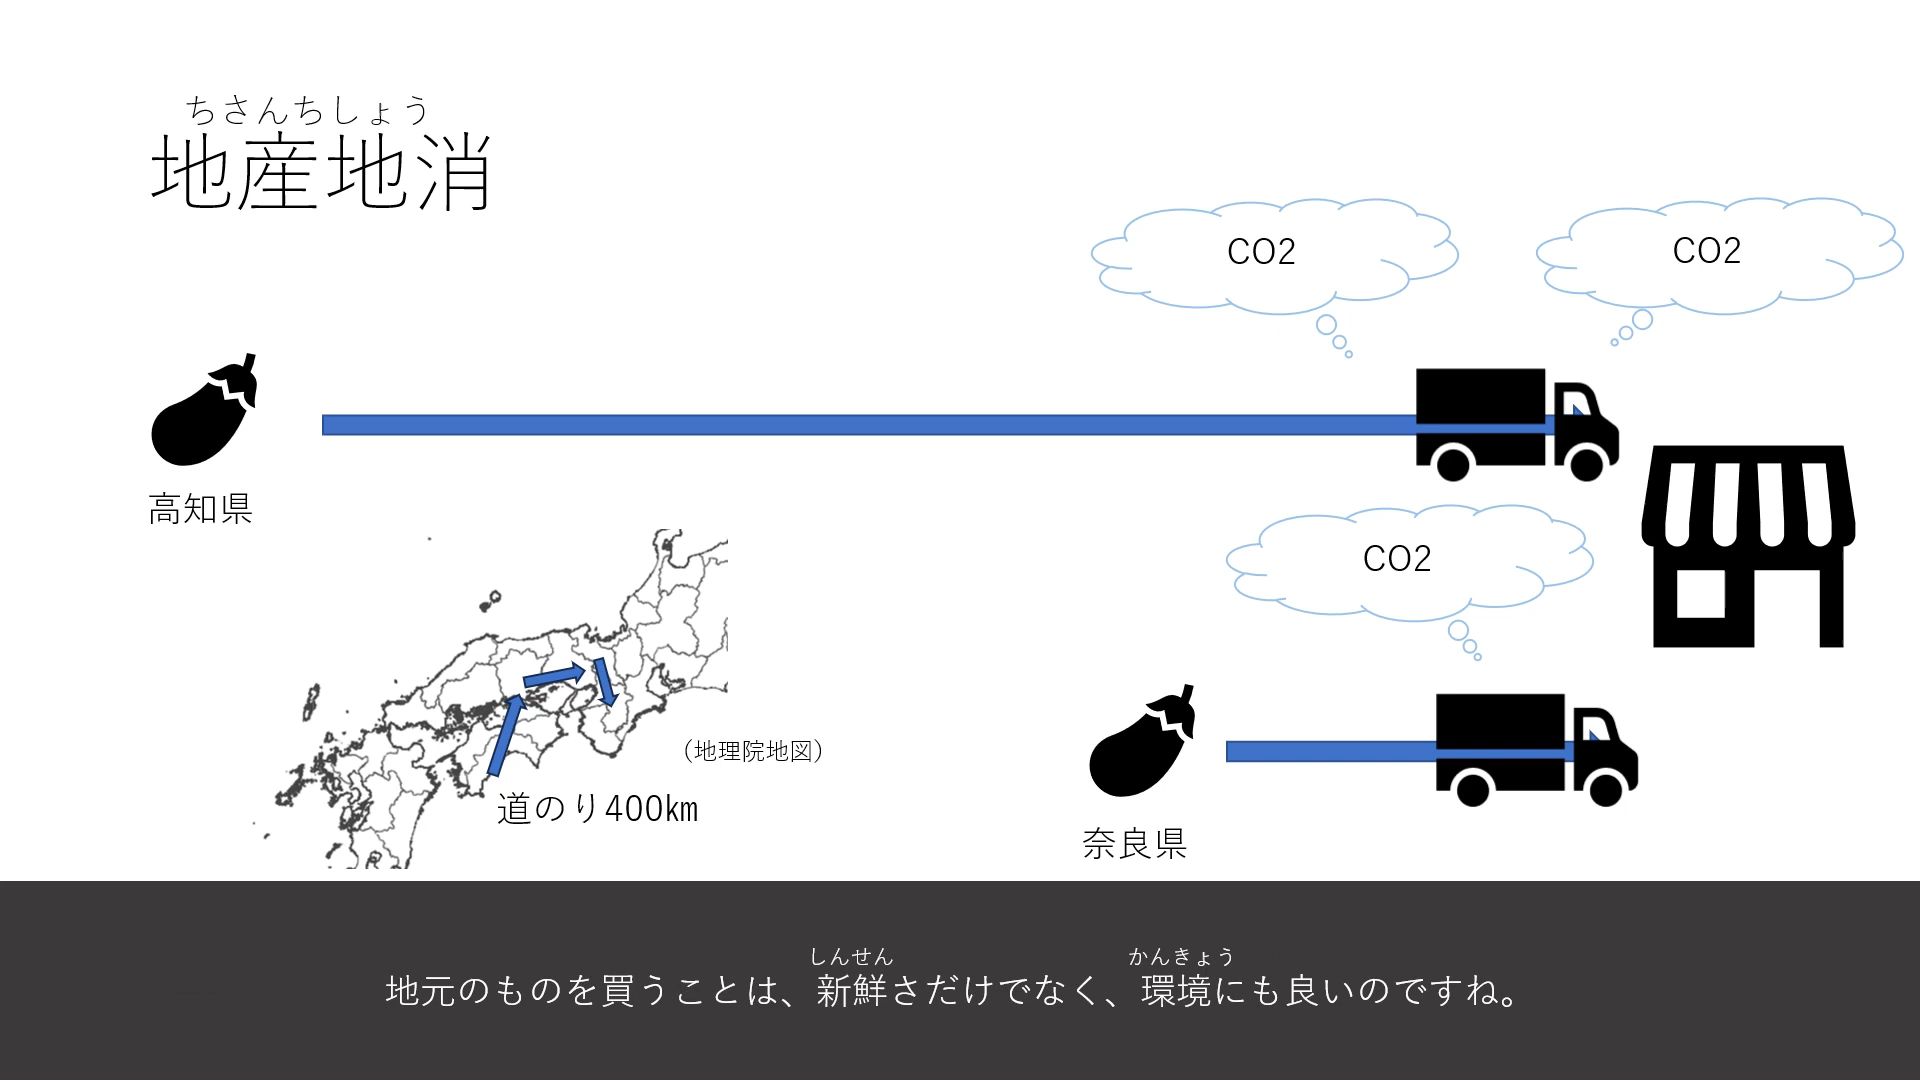 ちさんちしょう
地産地消
CO2
CO2
高知県
CO2
（地理院地図）
道のり400km
奈良県
しんせん
かんきょう
地元のものを買うことは、新鮮さだけでなく、環境にも良いのですね。